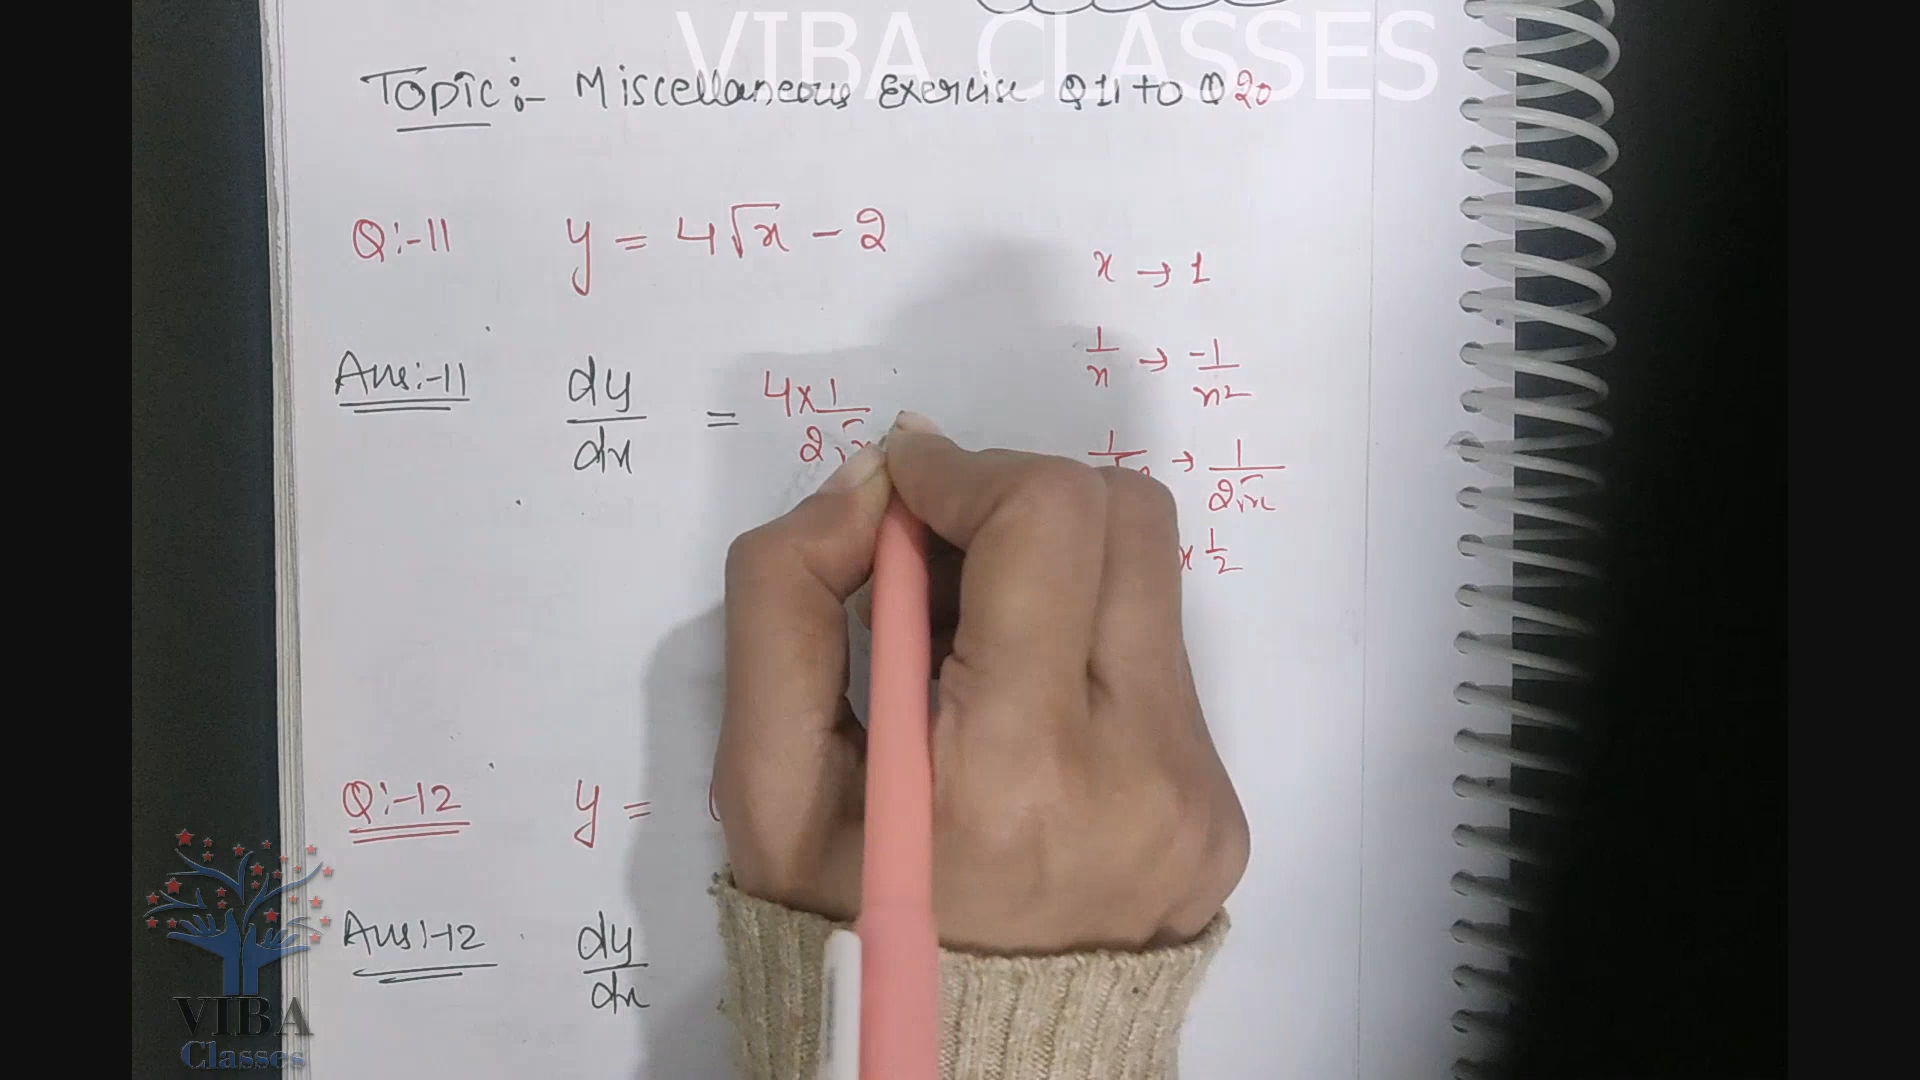 VIBA CLASSES
Topic:- Miscellaneous Exercise Q11 to Q20
Q:-11 y = 4√x - 2
x → 1
1/x → -1/x²
Ans:-11 dy/dx = 4×1/2√x
1/√x → 1/2√x
x 1/2
Q:-12 y =
Ans:-12 dy/dx
VIBA
Classes